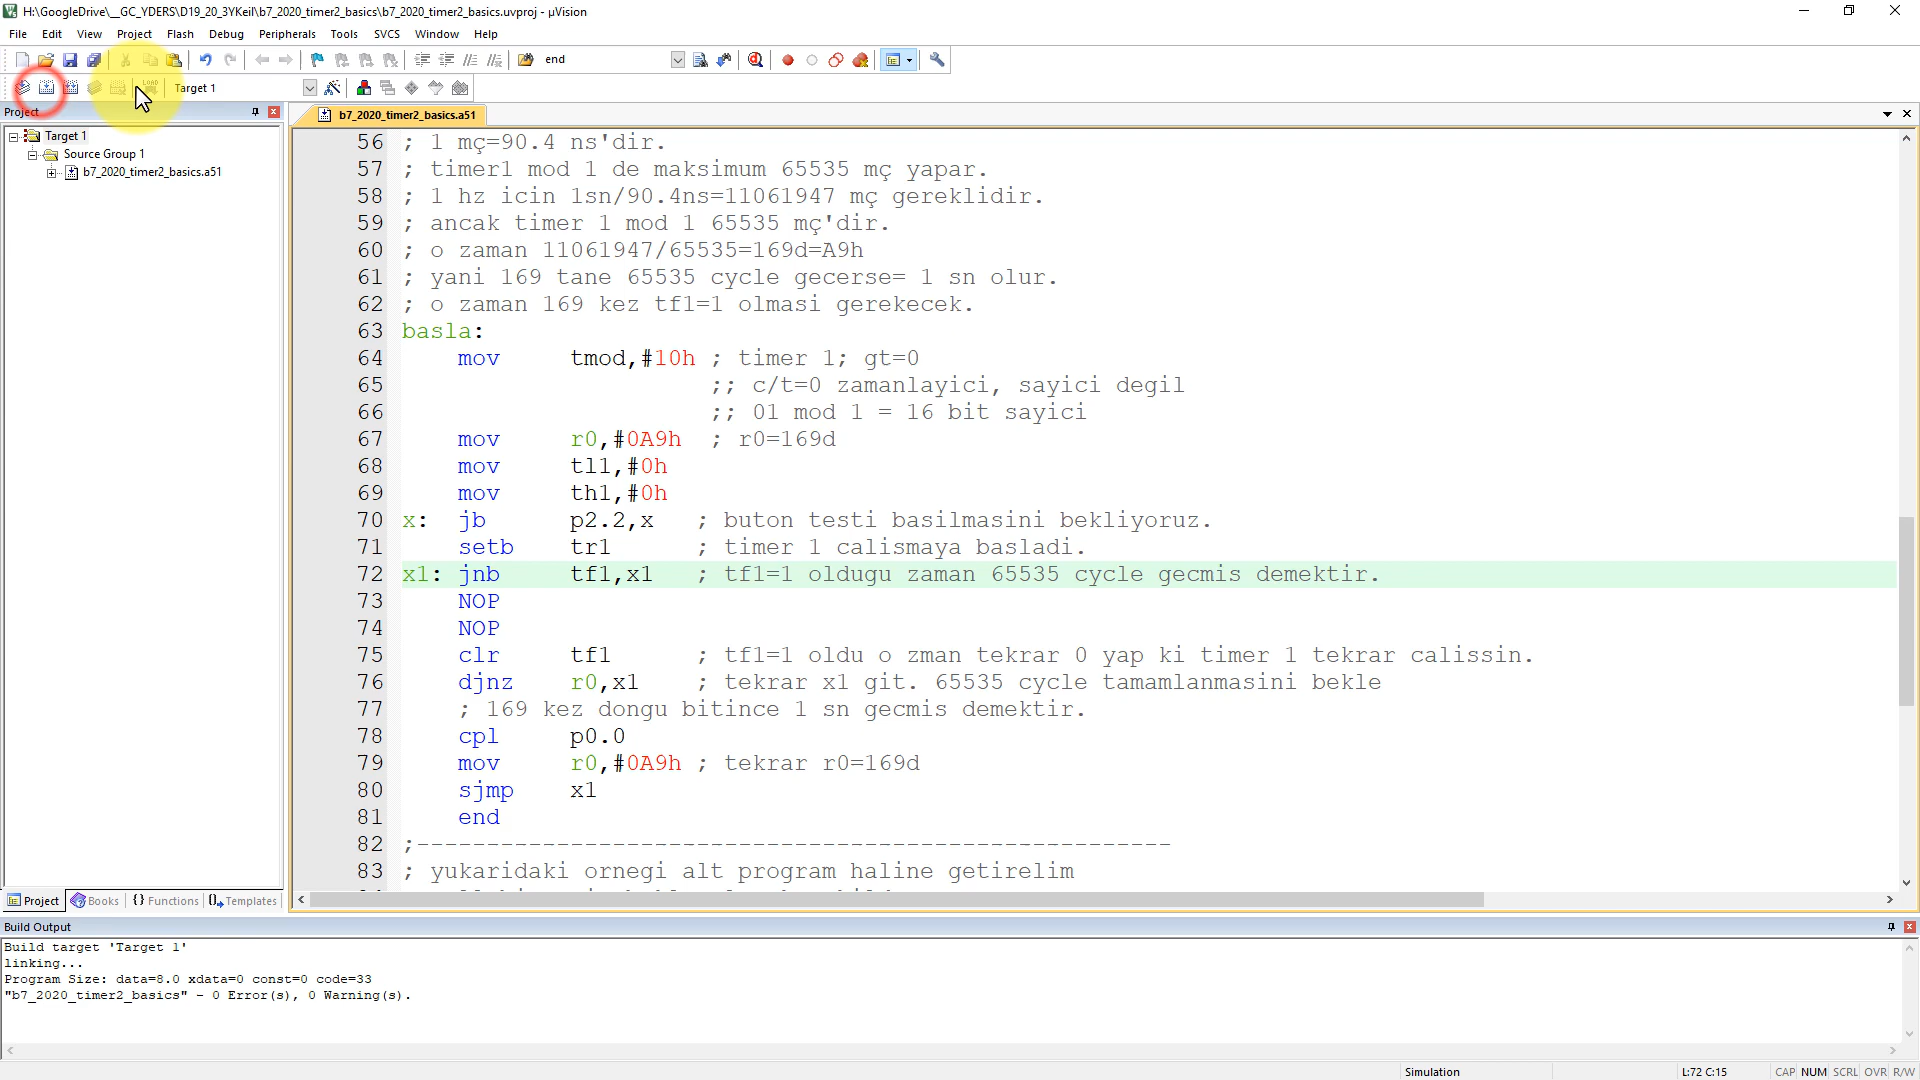 H:\GoogleDrive\__GC_YDERS\D19_20_3YKeil\b7_2020_timer2_basics\b7_2020_timer2_basics.uvproj - µVision
File Edit View Project Flash Debug Peripherals Tools SVCS Window Help
end
LOAD Target 1
Project
b7_2020_timer2_basics.a51
Target 1
Source Group 1
b7_2020_timer2_basics.a51
56 ; 1 mç=90.4 ns'dir.
57 ; timer1 mod 1 de maksimum 65535 mç yapar.
58 ; 1 hz icin 1sn/90.4ns=11061947 mç gereklidir.
59 ; ancak timer 1 mod 1 65535 mç'dir.
60 ; o zaman 11061947/65535=169d=A9h
61 ; yani 169 tane 65535 cycle gecerse= 1 sn olur.
62 ; o zaman 169 kez tf1=1 olmasi gerekecek.
63 basla:
64 mov tmod,#10h ; timer 1; gt=0
65 ;; c/t=0 zamanlayici, sayici degil
66 ;; 01 mod 1 = 16 bit sayici
67 mov r0,#0A9h ; r0=169d
68 mov tl1,#0h
69 mov th1,#0h
70 x: jb p2.2,x ; buton testi basilmasini bekliyoruz.
71 setb tr1 ; timer 1 calismaya basladi.
72 x1: jnb tf1,x1 ; tf1=1 oldugu zaman 65535 cycle gecmis demektir.
73 NOP
74 NOP
75 clr tf1 ; tf1=1 oldu o zman tekrar 0 yap ki timer 1 tekrar calissin.
76 djnz r0,x1 ; tekrar x1 git. 65535 cycle tamamlanmasini bekle
77 ; 169 kez dongu bitince 1 sn gecmis demektir.
78 cpl p0.0
79 mov r0,#0A9h ; tekrar r0=169d
80 sjmp x1
81 end
82 ;------------------------------------------------------
83 ; yukaridaki ornegi alt program haline getirelim
Project Books {} Functions Templates
Build Output
Build target 'Target 1'
linking...
Program Size: data=8.0 xdata=0 const=0 code=33
"b7_2020_timer2_basics" - 0 Error(s), 0 Warning(s).
Simulation L:72 C:15 CAP NUM SCRL OVR R/W